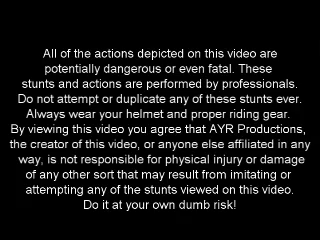 All of the actions depicted on this video are
potentially dangerous or even fatal. These
stunts and actions are performed by professionals.
Do not attempt or duplicate any of these stunts ever.
Always wear your helmet and proper riding gear.
By viewing this video you agree that AYR Productions,
the creator of this video, or anyone else affiliated in any
way, is not responsible for physical injury or damage
of any other sort that may result from imitating or
attempting any of the stunts viewed on this video.
Do it at your own dumb risk!